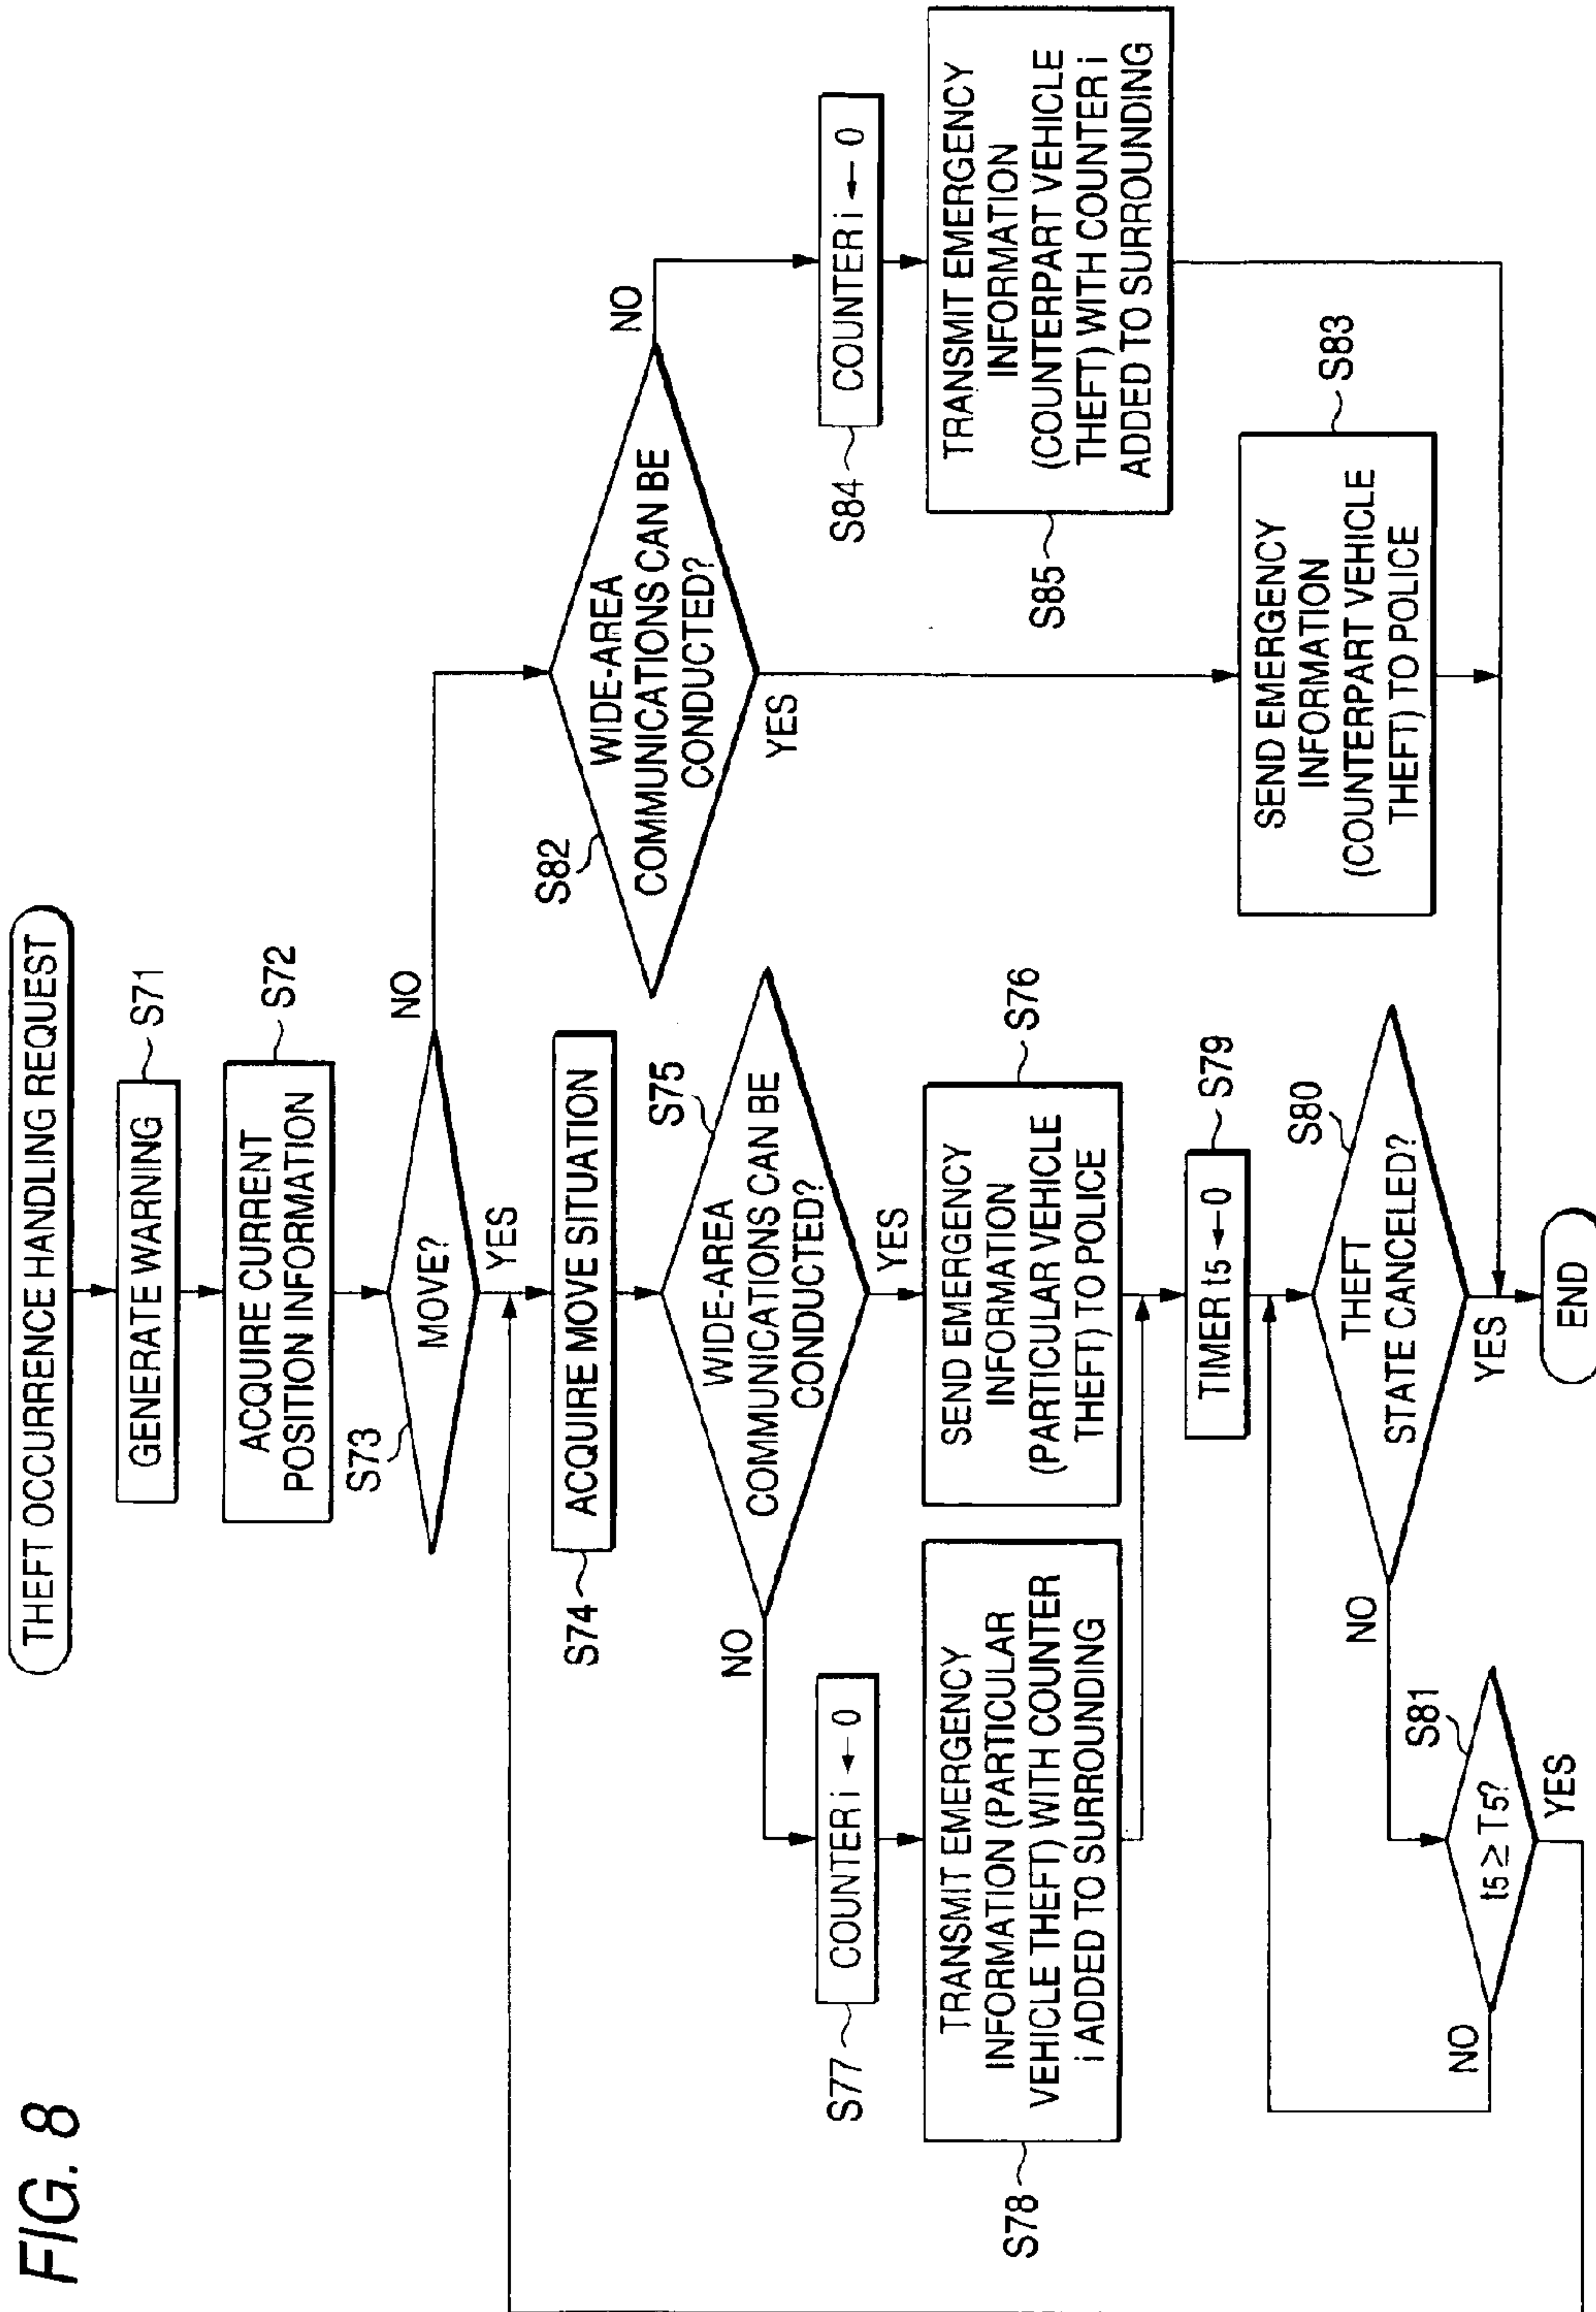 FIG. 8
THEFT OCCURRENCE HANDLING REQUEST
GENERATE WARNING
S71
ACQUIRE CURRENT
POSITION INFORMATION
S72
S73
MOVE?
NO
YES
S74
ACQUIRE MOVE SITUATION
S75
WIDE-AREA
COMMUNICATIONS CAN BE
CONDUCTED?
NO
YES
S76
SEND EMERGENCY
INFORMATION
(PARTICULAR VEHICLE
THEFT) TO POLICE
S77
COUNTER i ← 0
S78
TRANSMIT EMERGENCY
INFORMATION (PARTICULAR
VEHICLE THEFT) WITH COUNTER
i ADDED TO SURROUNDING
TIMER t5 ← 0
S79
S80
THEFT
STATE CANCELED?
NO
YES
S81
t5 ≥ T5?
NO
YES
S82
WIDE-AREA
COMMUNICATIONS CAN BE
CONDUCTED?
NO
YES
S83
SEND EMERGENCY
INFORMATION
(COUNTERPART VEHICLE
THEFT) TO POLICE
S84
COUNTER i ← 0
S85
TRANSMIT EMERGENCY
INFORMATION
(COUNTERPART VEHICLE
THEFT) WITH COUNTER i
ADDED TO SURROUNDING
END